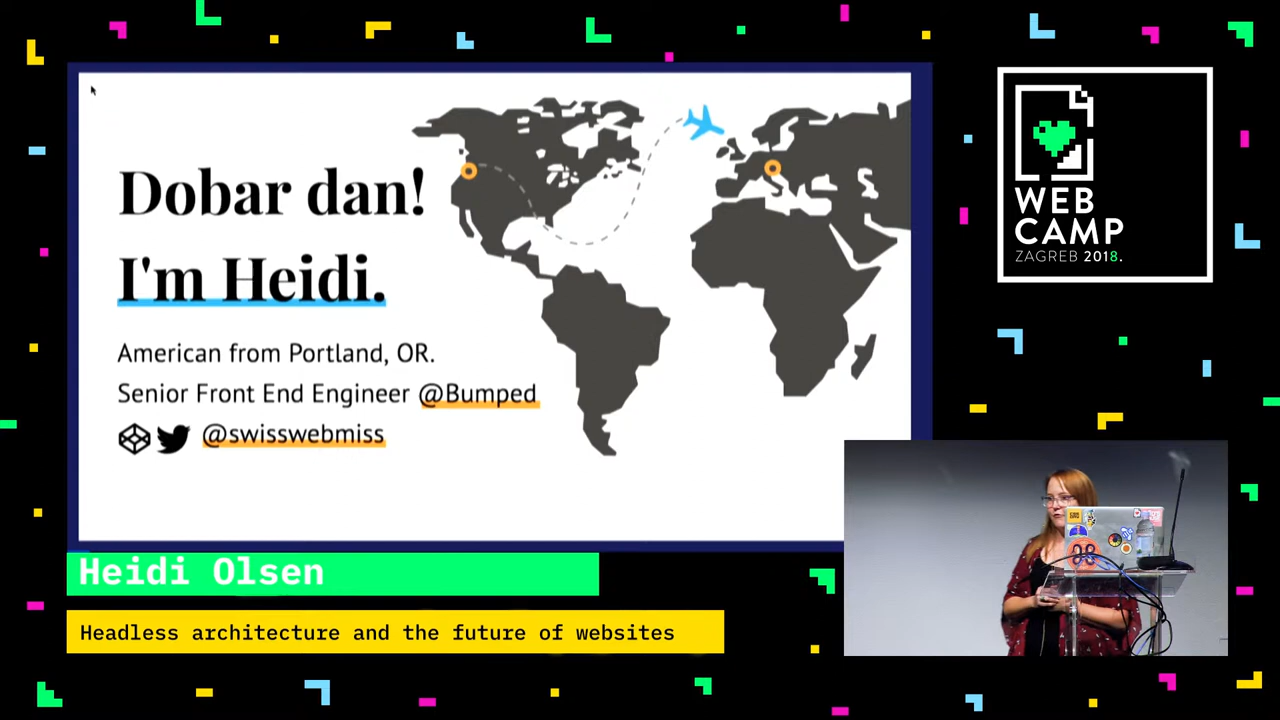 Dobar dan!
I'm Heidi.
American from Portland, OR.
Senior Front End Engineer @Bumped
@swisswebmiss
WEB
CAMP
ZAGREB 2018.
Heidi Olsen
Headless architecture and the future of websites